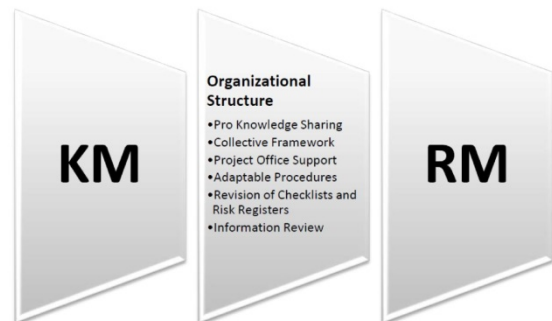 KM
Organizational
Structure
•Pro Knowledge Sharing
•Collective Framework
•Project Office Support
•Adaptable Procedures
•Revision of Checklists and
Risk Registers
•Information Review
RM